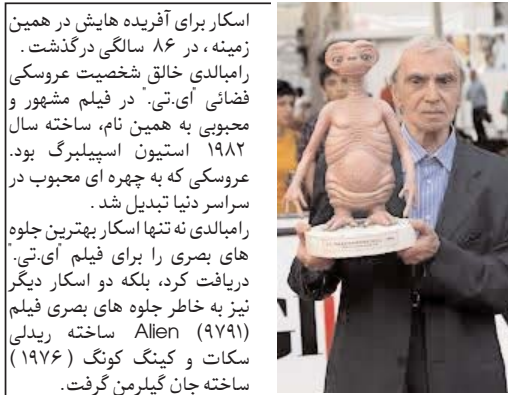 اسکار برای آفریده هایش در همین
زمینه، در ۸۶ سالگی درگذشت.
رامبالدی خالق شخصیت عروسکی
فضائی "ای.تی." در فیلم مشهور و
محبوبی به همین نام، ساخته سال
۱۹۸۲ استیون اسپیلبرگ بود.
عروسکی که به چهره ای محبوب در
سراسر دنیا تبدیل شد.
رامبالدی نه تنها اسکار بهترین جلوه
های بصری را برای فیلم "ای.تی."
دریافت کرد، بلکه دو اسکار دیگر
نیز به خاطر جلوه های بصری فیلم
Alien (۹۷۹۱) ساخته ریدلی
سکات و کینگ کونگ (۱۹۷۶)
ساخته جان گیلرمن گرفت.